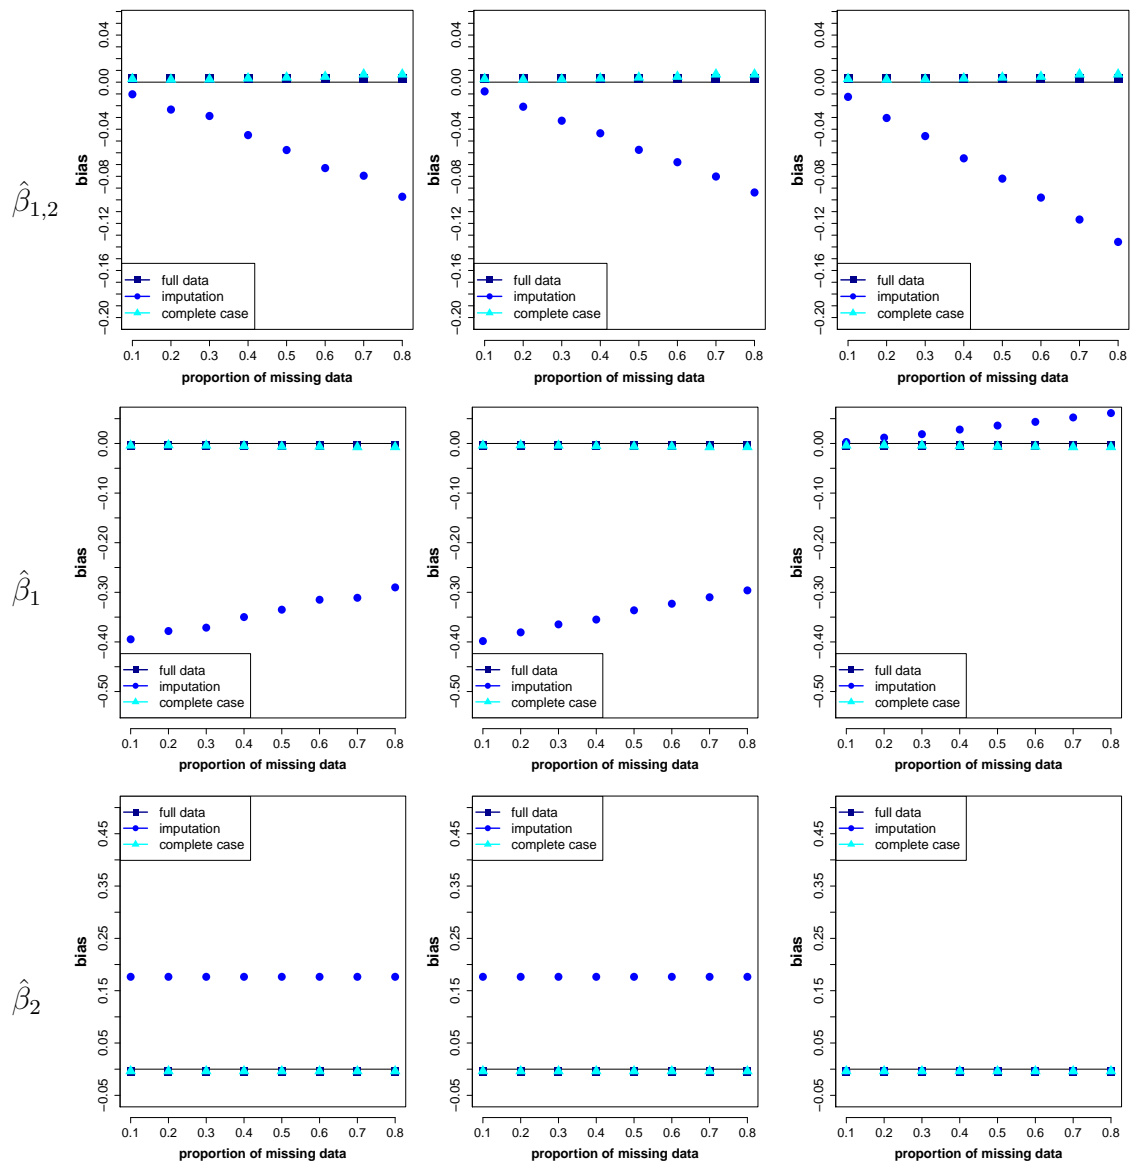 0.04
0.00
−0.04
−0.08
−0.12
−0.16
−0.20
bias
full data
imputation
complete case
0.1 0.2 0.3 0.4 0.5 0.6 0.7 0.8
proportion of missing data
0.04
0.00
−0.04
−0.08
−0.12
−0.16
−0.20
bias
full data
imputation
complete case
0.1 0.2 0.3 0.4 0.5 0.6 0.7 0.8
proportion of missing data
0.04
0.00
−0.04
−0.08
−0.12
−0.16
−0.20
bias
full data
imputation
complete case
0.1 0.2 0.3 0.4 0.5 0.6 0.7 0.8
proportion of missing data
β̂1,2
0.00
−0.10
−0.20
−0.30
−0.40
−0.50
bias
full data
imputation
complete case
0.1 0.2 0.3 0.4 0.5 0.6 0.7 0.8
proportion of missing data
0.00
−0.10
−0.20
−0.30
−0.40
−0.50
bias
full data
imputation
complete case
0.1 0.2 0.3 0.4 0.5 0.6 0.7 0.8
proportion of missing data
0.00
−0.10
−0.20
−0.30
−0.40
−0.50
bias
full data
imputation
complete case
0.1 0.2 0.3 0.4 0.5 0.6 0.7 0.8
proportion of missing data
β̂1
0.45
0.35
0.25
0.15
0.05
−0.05
bias
full data
imputation
complete case
0.1 0.2 0.3 0.4 0.5 0.6 0.7 0.8
proportion of missing data
0.45
0.35
0.25
0.15
0.05
−0.05
bias
full data
imputation
complete case
0.1 0.2 0.3 0.4 0.5 0.6 0.7 0.8
proportion of missing data
0.45
0.35
0.25
0.15
0.05
−0.05
bias
full data
imputation
complete case
0.1 0.2 0.3 0.4 0.5 0.6 0.7 0.8
proportion of missing data
β̂2